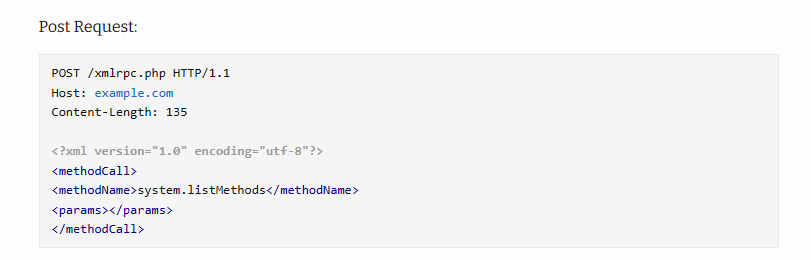 Post Request:
POST /xmlrpc.php HTTP/1.1
Host: example.com
Content-Length: 135
<?xml version="1.0" encoding="utf-8"?>
<methodCall>
<methodName>system.listMethods</methodName>
<params></params>
</methodCall>